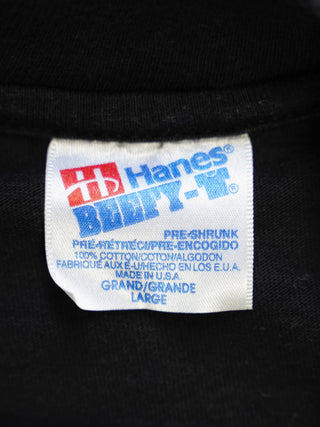 Hanes®
BEEFY-T®
PRE-SHRUNK
PRE-RÉTRÉCI/PRE-ENCOGIDO
100% COTTON/COTON/ALGODON
FABRIQUE AUX É-U/HECHO EN LOS E.U.A.
MADE IN U.S.A.
GRAND/GRANDE
LARGE